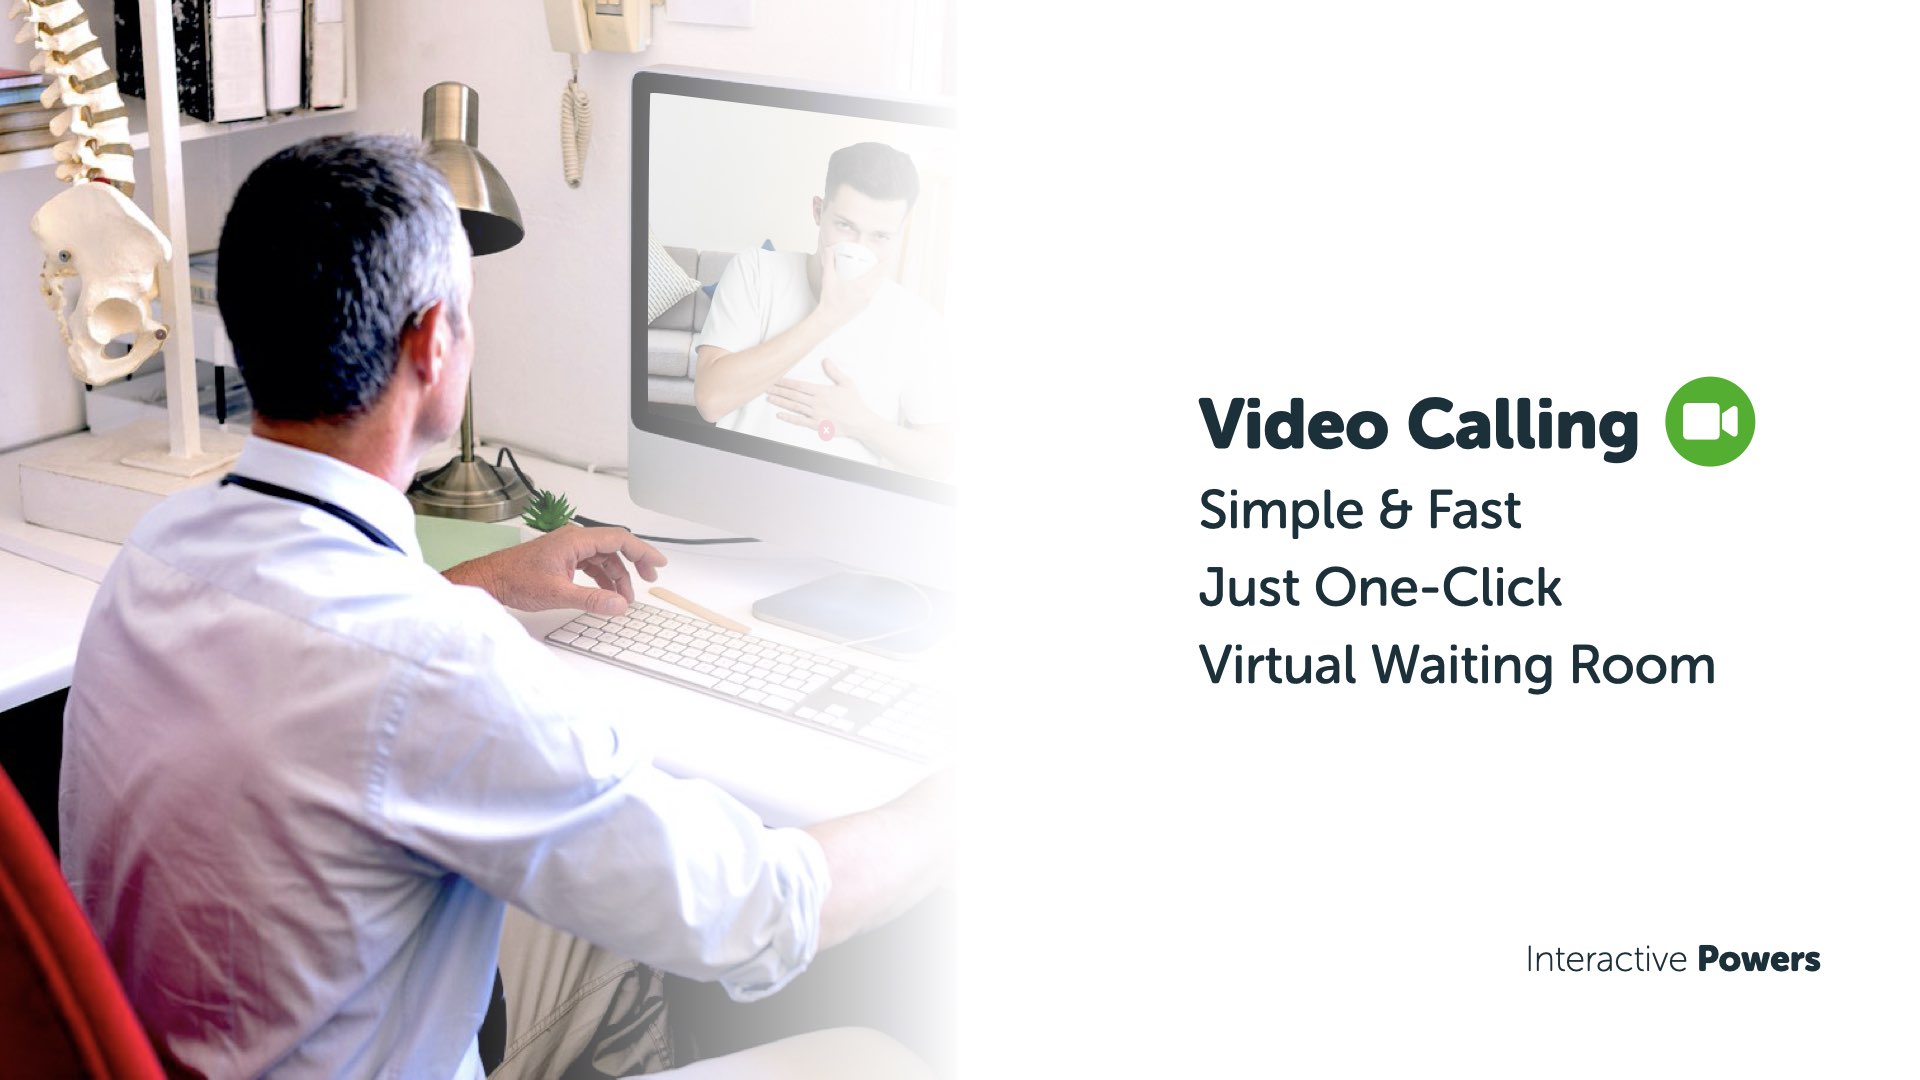 Video Calling
Simple & Fast
Just One-Click
Virtual Waiting Room
Interactive Powers